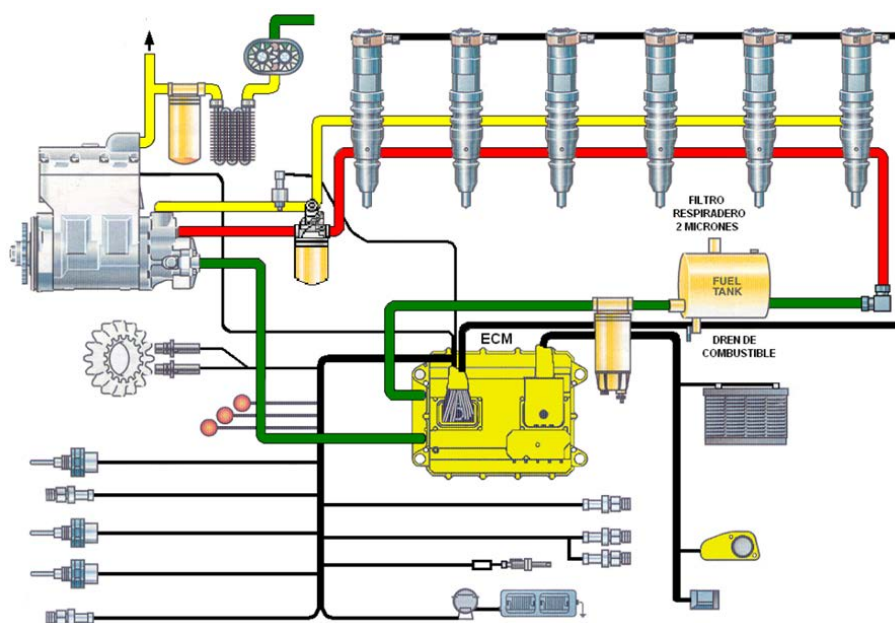 FILTRO
RESPIRADERO
2 MICRONES
FUEL
TANK
ECM
DREN DE
COMBUSTIBLE